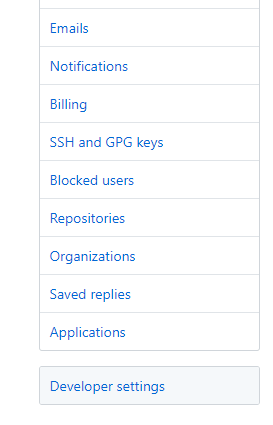 Emails
Notifications
Billing
SSH and GPG keys
Blocked users
Repositories
Organizations
Saved replies
Applications
Developer settings